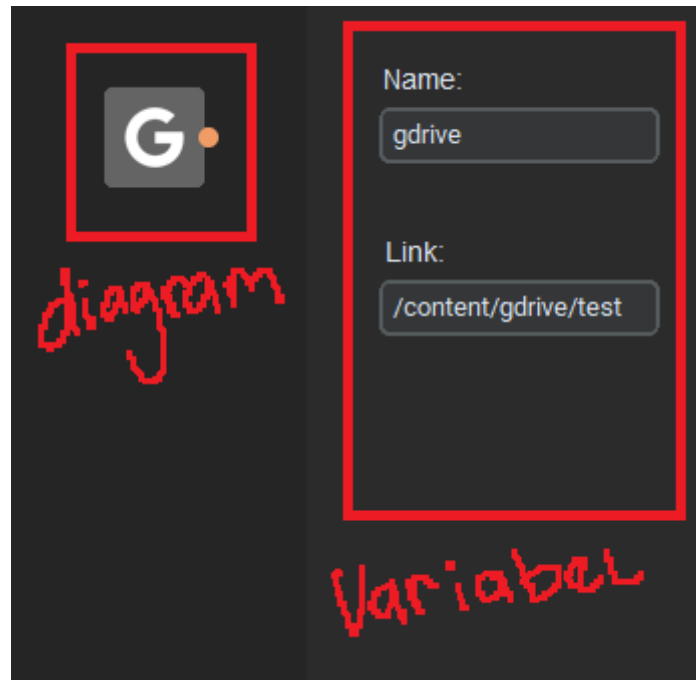 G
diagram
Name:
gdrive
Link:
/content/gdrive/test
Variabel